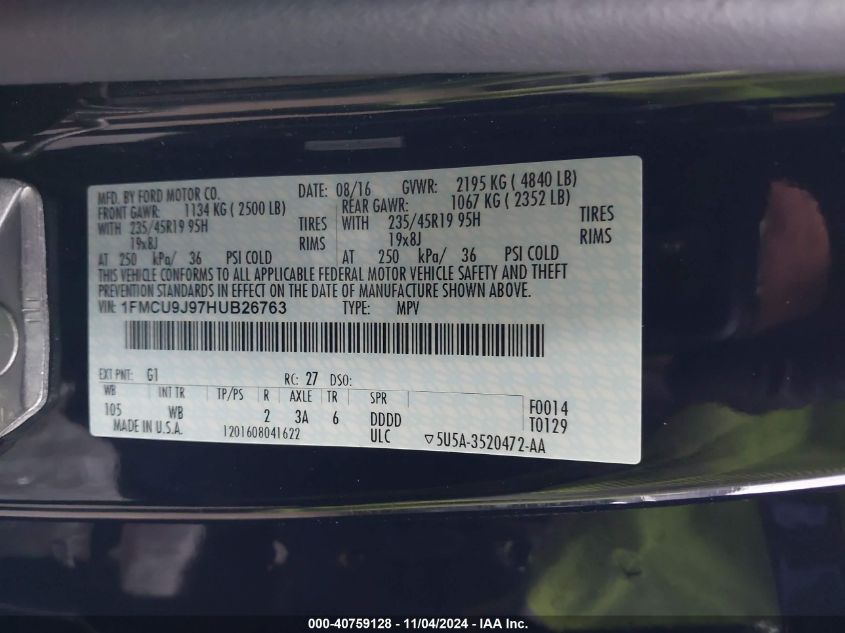 MFD. BY FORD MOTOR CO. DATE: 08/16 GVWR: 2195 KG ( 4840 LB)
FRONT GAWR: 1134 KG ( 2500 LB) REAR GAWR: 1067 KG ( 2352 LB)
WITH 235/45R19 95H TIRES 235/45R19 95H TIRES
19x8J RIMS 19x8J RIMS
AT 250 kPa/ 36 PSI COLD AT 250 kPa/ 36 PSI COLD
THIS VEHICLE CONFORMS TO ALL APPLICABLE FEDERAL MOTOR VEHICLE SAFETY AND THEFT
PREVENTION STANDARDS IN EFFECT ON THE DATE OF MANUFACTURE SHOWN ABOVE.
VIN: 1FMCU9J97HUB26763 TYPE: MPV
EXT PNT: G1 RC: 27 DSO:
WB INT TR TP/PS R AXLE TR SPR
105 WB 2 3A 6 DDDD
F0014
T0129
MADE IN U.S.A. 1201608041622 ULC ▽5U5A-3520472-AA
000-40759128 - 11/04/2024 - IAA Inc.